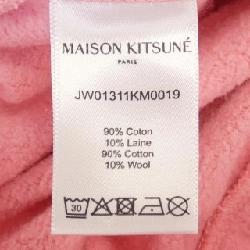 MAISON KITSUNÉ
PARIS
JW01311KM0019
90% Coton
10% Laine
90% Cotton
10% Wool
30